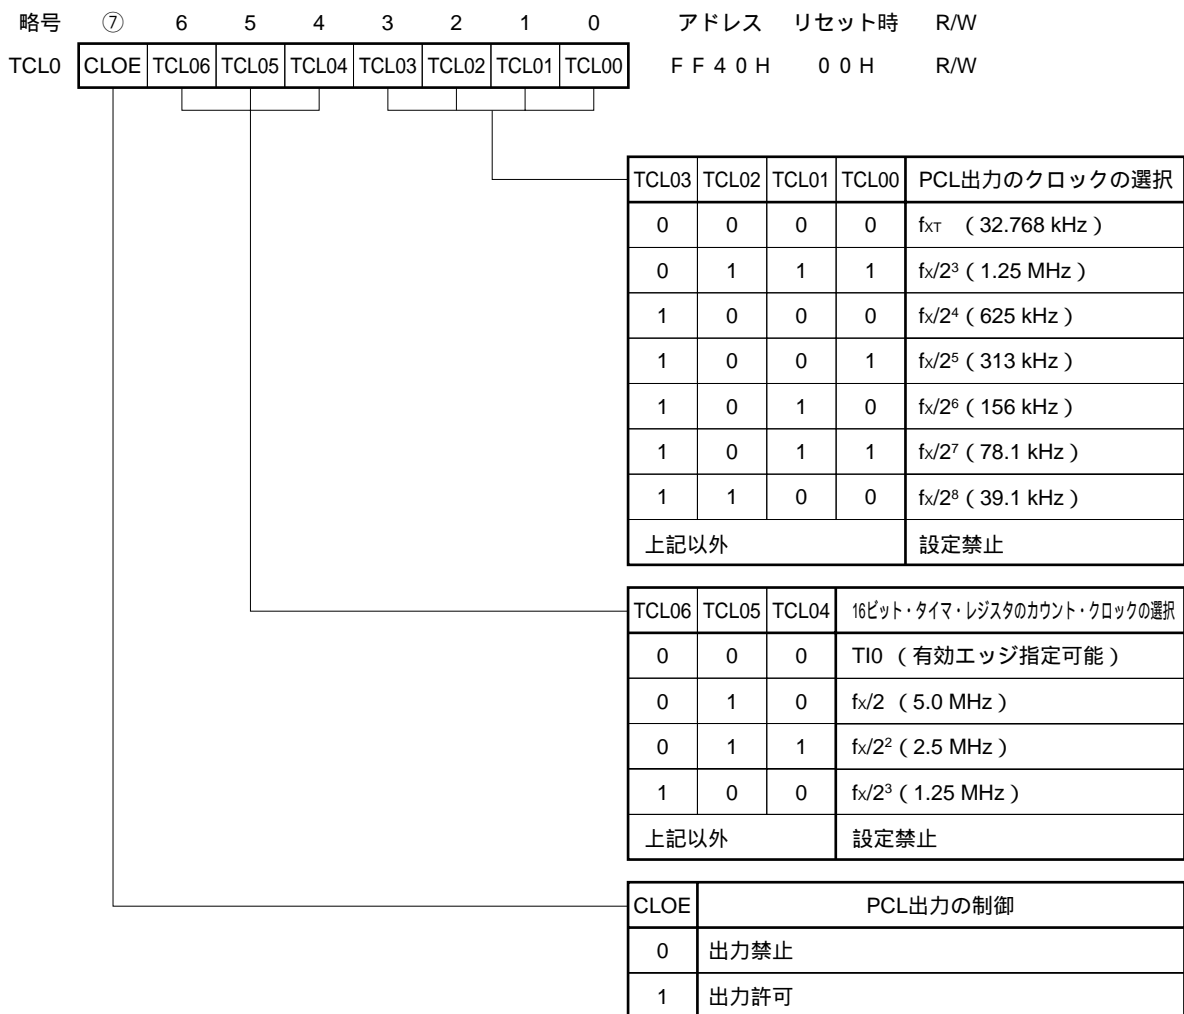 略号 ⑦ 6 5 4 3 2 1 0 アドレス リセット時 R/W
TCL0 CLOE TCL06 TCL05 TCL04 TCL03 TCL02 TCL01 TCL00 FF40H 00H R/W
TCL03 TCL02 TCL01 TCL00 PCL出力のクロックの選択
0 0 0 0 fXT （32.768 kHz）
0 1 1 1 fX/2³（1.25 MHz）
1 0 0 0 fX/2⁴（625 kHz）
1 0 0 1 fX/2⁵（313 kHz）
1 0 1 0 fX/2⁶（156 kHz）
1 0 1 1 fX/2⁷（78.1 kHz）
1 1 0 0 fX/2⁸（39.1 kHz）
上記以外 設定禁止
TCL06 TCL05 TCL04 16ビット・タイマ・レジスタのカウント・クロックの選択
0 0 0 TI0 （有効エッジ指定可能）
0 1 0 fX/2 （5.0 MHz）
0 1 1 fX/2²（2.5 MHz）
1 0 0 fX/2³（1.25 MHz）
上記以外 設定禁止
CLOE PCL出力の制御
0 出力禁止
1 出力許可